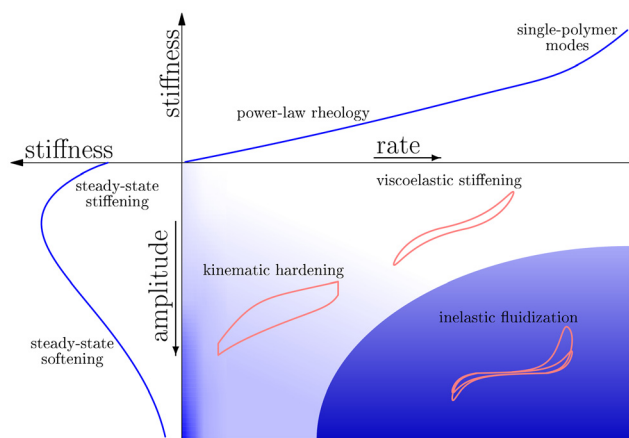 single-polymer
modes
stiffness
power-law rheology
stiffness
rate
steady-state
stiffening
viscoelastic stiffening
amplitude
kinematic hardening
inelastic fluidization
steady-state
softening